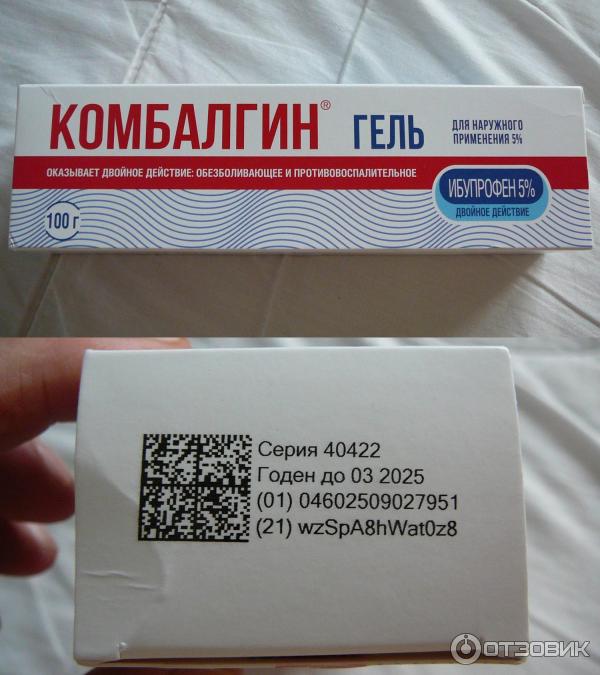 КОМБАЛГИН® ГЕЛЬ
ДЛЯ НАРУЖНОГО
ПРИМЕНЕНИЯ 5%
ОКАЗЫВАЕТ ДВОЙНОЕ ДЕЙСТВИЕ: ОБЕЗБОЛИВАЮЩЕЕ И ПРОТИВОВОСПАЛИТЕЛЬНОЕ
ИБУПРОФЕН 5%
ДВОЙНОЕ ДЕЙСТВИЕ
100 г
Серия 40422
Годен до 03 2025
(01) 04602509027951
(21) wzSpA8hWat0z8
ОТЗОВИК